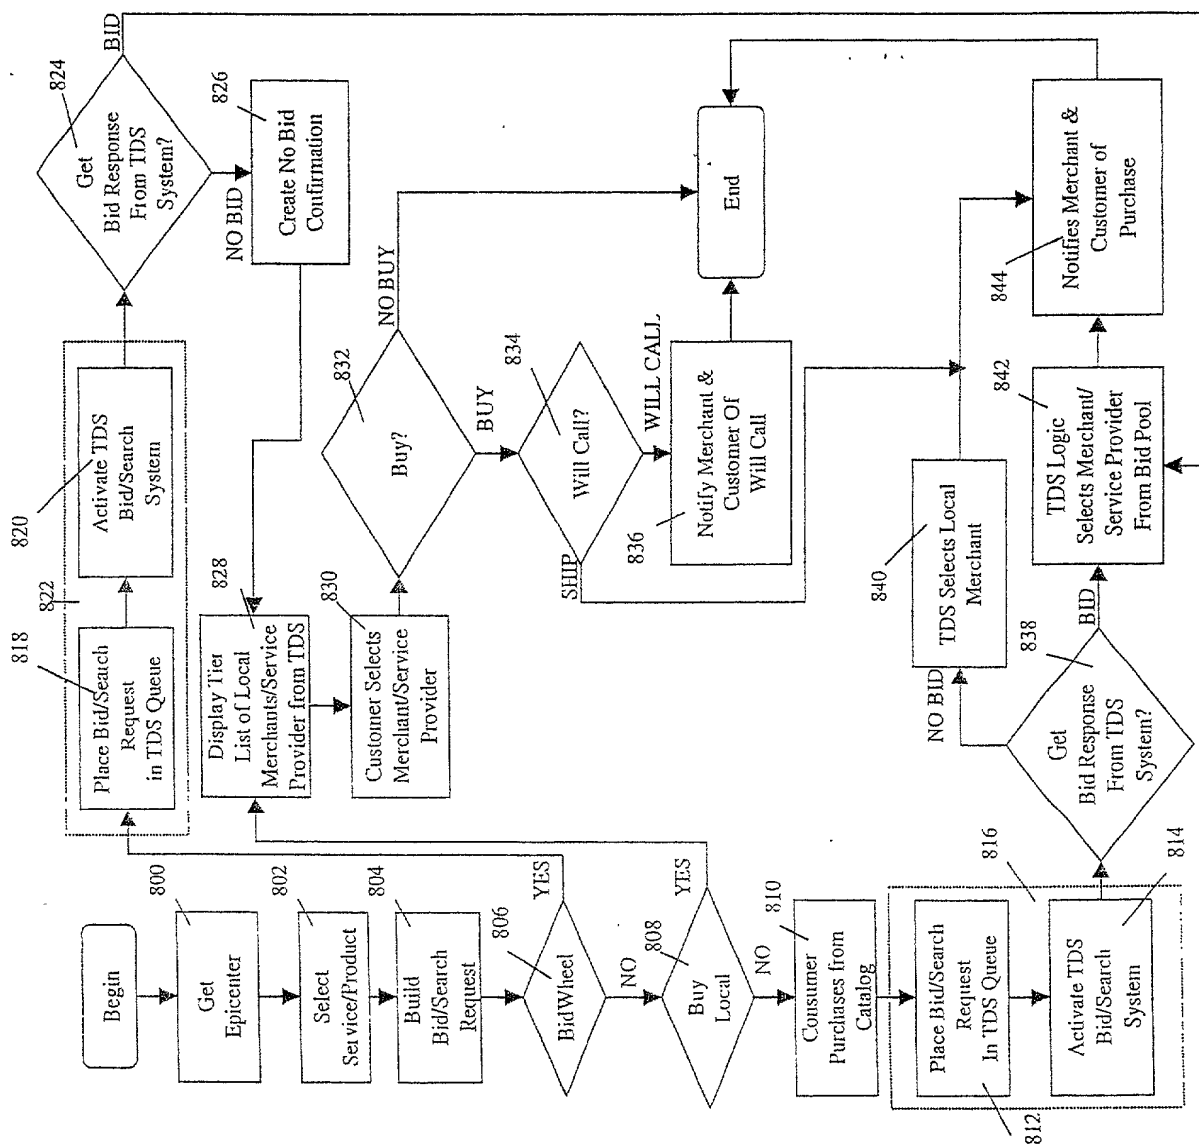 Begin
800
Get
Epicenter
802
Select
Service/Product
804
Build
Bid/Search
Request
806
BidWheel
YES
NO
808
Buy
Local
YES
NO
810
Consumer
Purchases from
Catalog
Place Bid/Search
Request
In TDS Queue
812
816
Activate TDS
Bid/Search
System
814
818
Place Bid/Search
Request
in TDS Queue
822
820
Activate TDS
Bid/Search
System
824
Get
Bid Response
From TDS
System?
BID
NO BID
826
Create No Bid
Confirmation
828
Display Tier
List of Local
Merchants/Service
Provider from TDS
830
Customer Selects
Merchant/Service
Provider
832
Buy?
NO BUY
BUY
834
Will Call?
SHIP
WILL CALL
836
Notify Merchant &
Customer Of
Will Call
End
838
Get
Bid Response
From TDS
System?
NO BID
BID
840
TDS Selects Local
Merchant
842
TDS Logic
Selects Merchant/
Service Provider
From Bid Pool
844
Notifies Merchant &
Customer of
Purchase